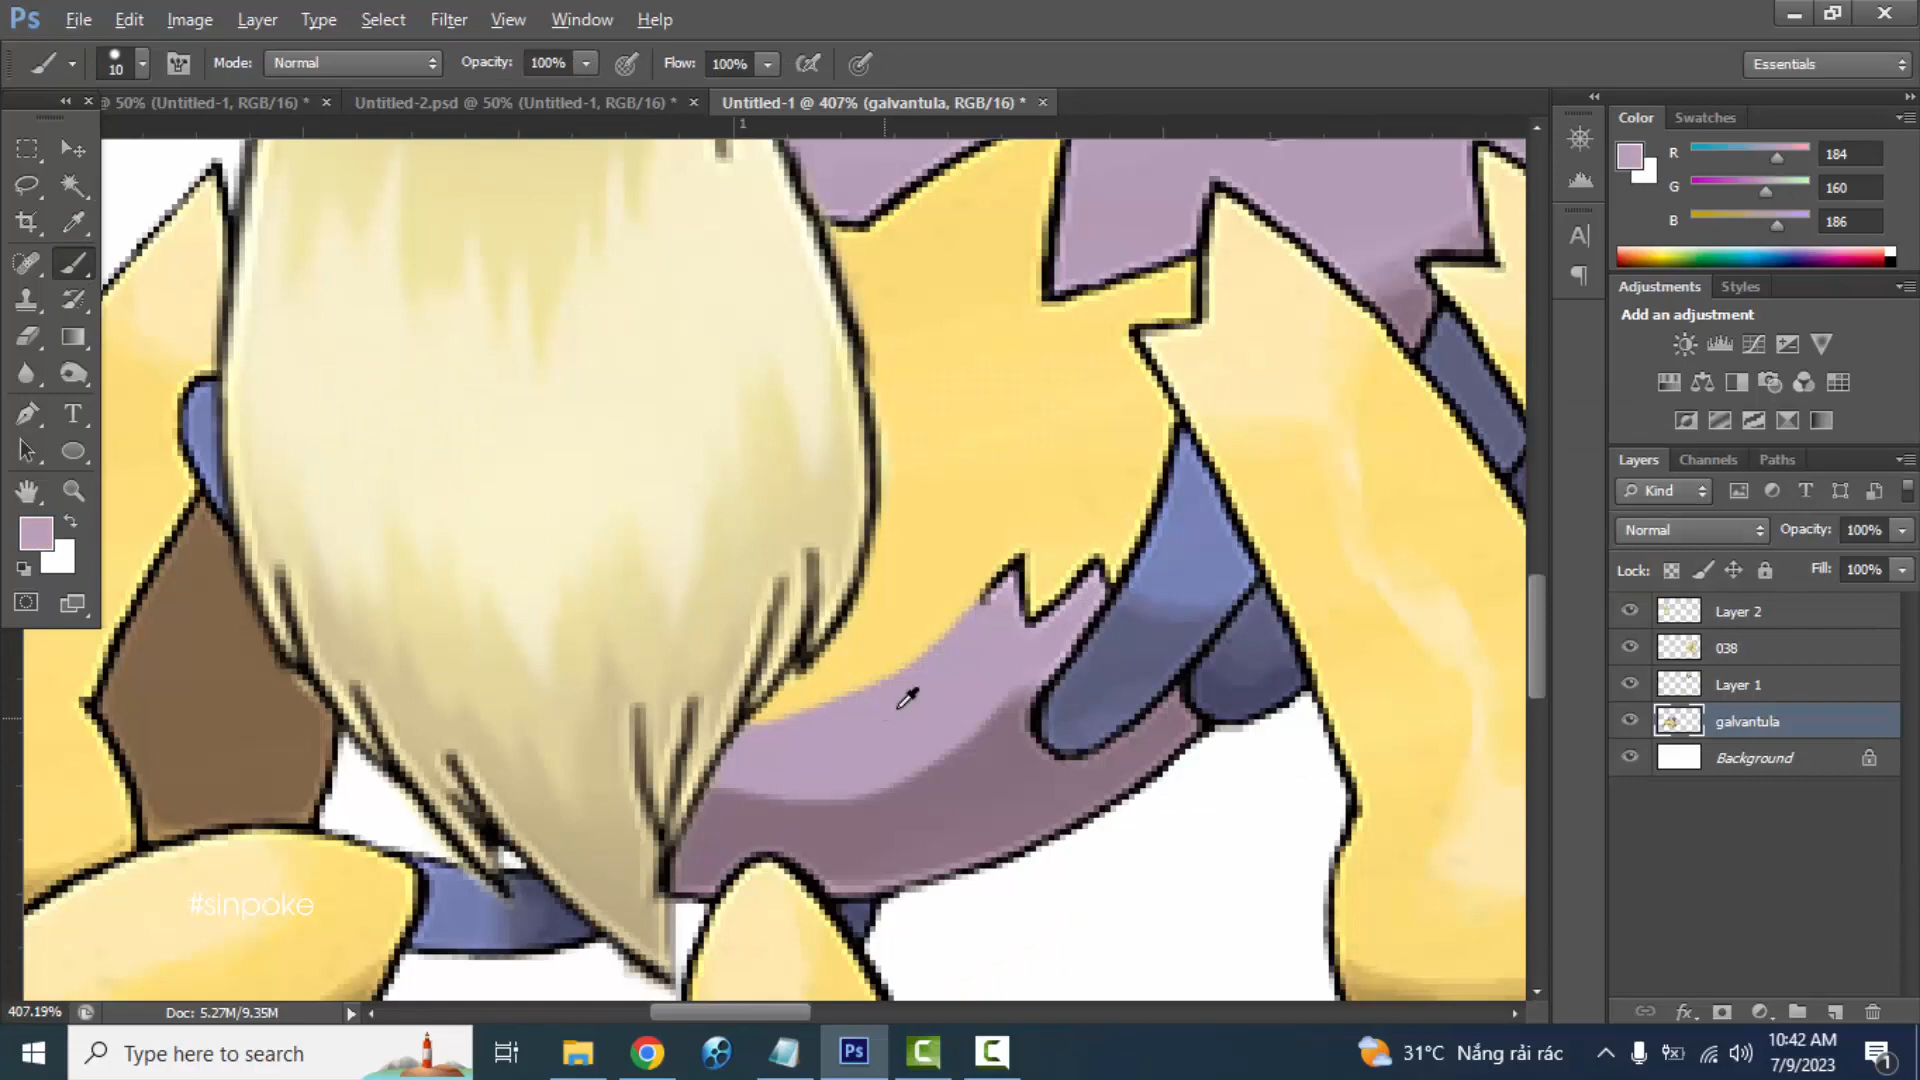 Ps File Edit Image Layer Type Select Filter View Window Help
10 Mode: Normal Opacity: 100% Flow: 100% Essentials
@ 50% (Untitled-1, RGB/16) * Untitled-2.psd @ 50% (Untitled-1, RGB/16) * Untitled-1 @ 407% (galvantula, RGB/16) *
1
Color Swatches
R 184
G 160
B 186
Adjustments Styles
Add an adjustment
Layers Channels Paths
Kind
Normal Opacity: 100%
Lock: Fill: 100%
Layer 2
038
Layer 1
galvantula
Background
#sinpoke
407.19% Doc: 5.27M/9.35M
Type here to search
31°C Nắng rải rác
10:42 AM
7/9/2023
1